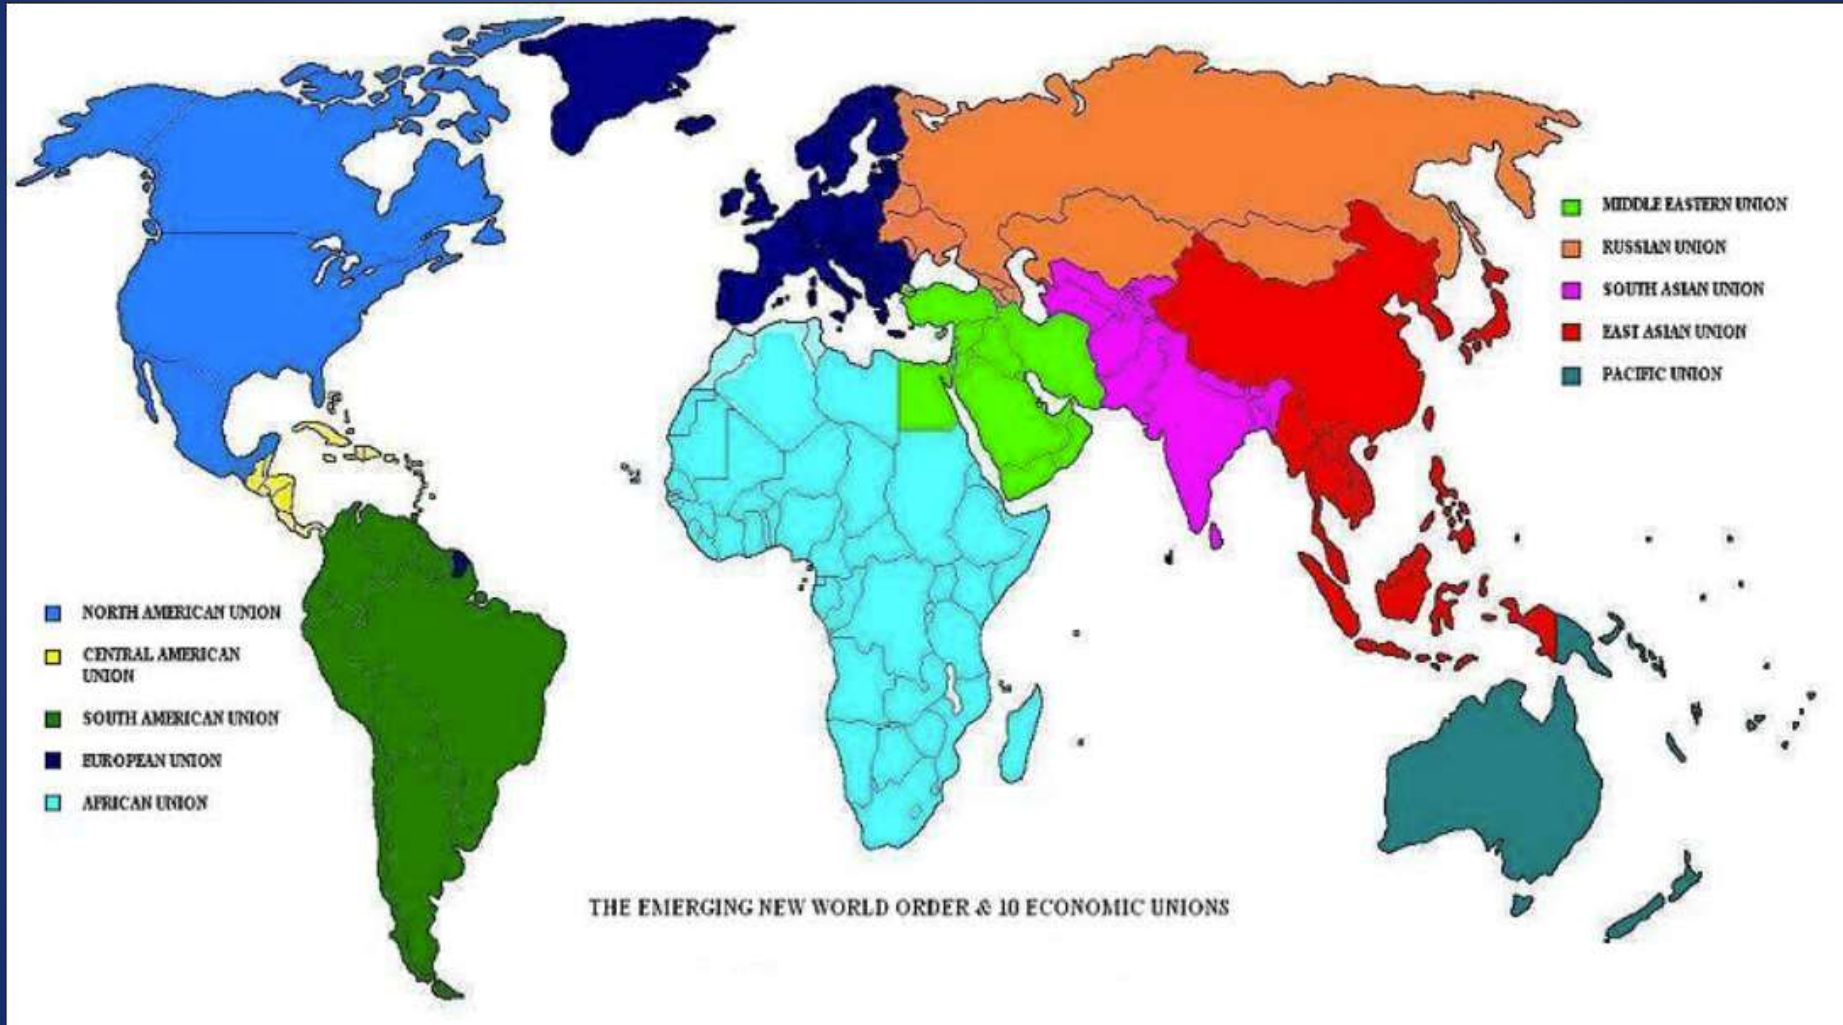 MIDDLE EASTERN UNION
RUSSIAN UNION
SOUTH ASIAN UNION
EAST ASIAN UNION
PACIFIC UNION
NORTH AMERICAN UNION
CENTRAL AMERICAN
UNION
SOUTH AMERICAN UNION
EUROPEAN UNION
AFRICAN UNION
THE EMERGING NEW WORLD ORDER & 10 ECONOMIC UNIONS